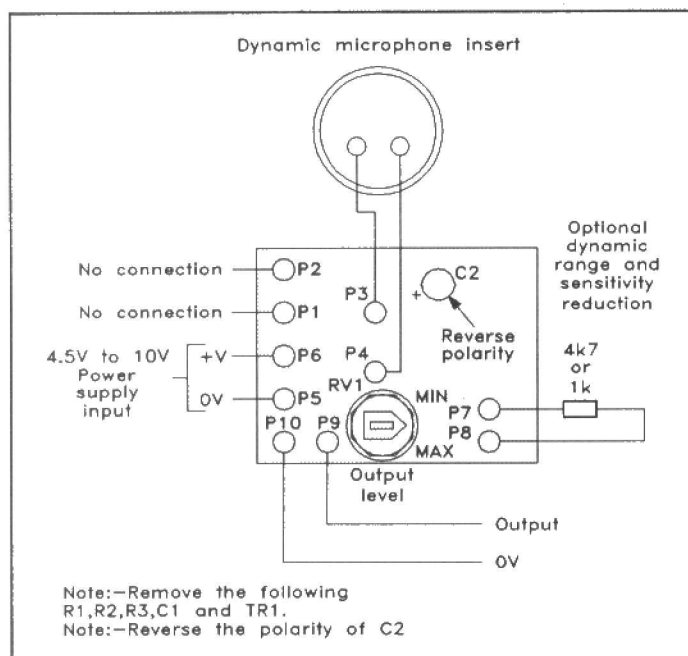 Dynamic microphone insert
Optional
dynamic
range and
sensitivity
reduction
No connection
P2
P3
C2
+
No connection
P1
Reverse
polarity
4.5V to 10V
Power
supply
input
+V
P6
P4
4k7
or
1k
0V
P5
RV1
MIN
P7
P10
P9
P8
MAX
Output
level
Output
0V
Note:–Remove the following
R1,R2,R3,C1 and TR1.
Note:–Reverse the polarity of C2